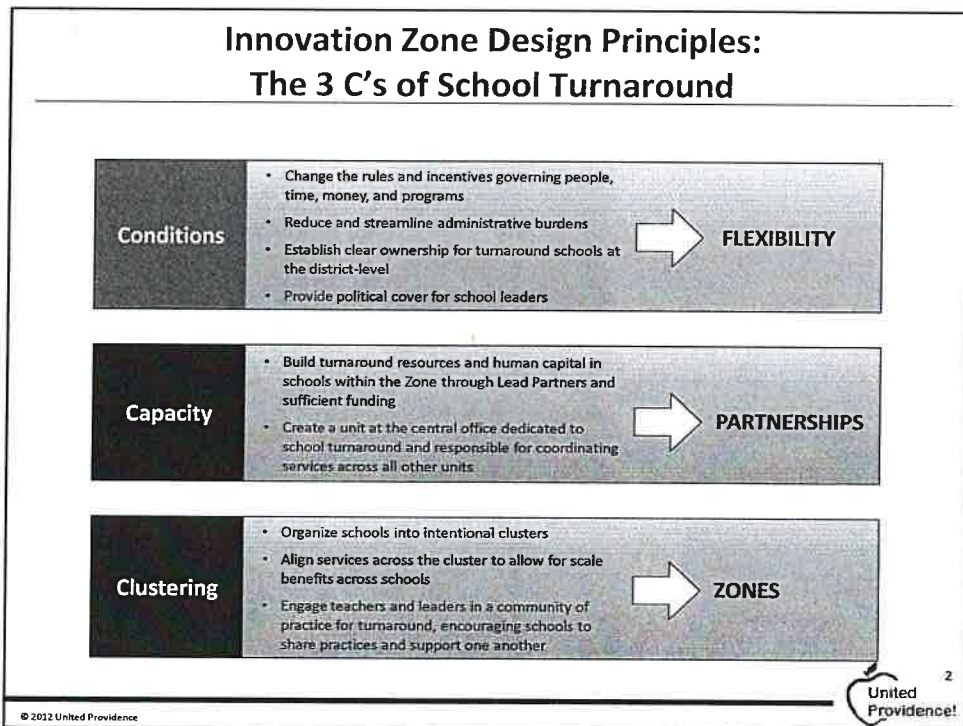 Innovation Zone Design Principles:
The 3 C's of School Turnaround
Conditions
• Change the rules and incentives governing people,
time, money, and programs
• Reduce and streamline administrative burdens
• Establish clear ownership for turnaround schools at
the district-level
• Provide political cover for school leaders
FLEXIBILITY
Capacity
• Build turnaround resources and human capital in
schools within the Zone through Lead Partners and
sufficient funding
• Create a unit at the central office dedicated to
school turnaround and responsible for coordinating
services across all other units
PARTNERSHIPS
Clustering
• Organize schools into intentional clusters
• Align services across the cluster to allow for scale
benefits across schools
• Engage teachers and leaders in a community of
practice for turnaround, encouraging schools to
share practices and support one another
ZONES
© 2012 United Providence
2
United
Providence!